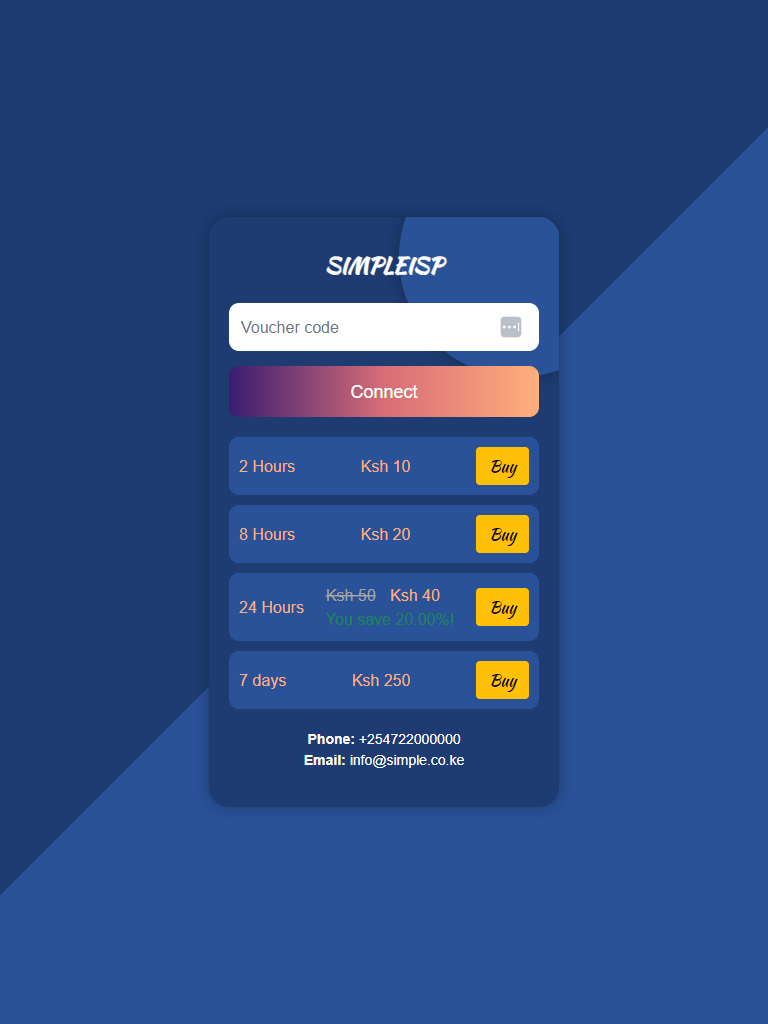 SIMPLEISP
Voucher code
Connect
2 Hours Ksh 10 Buy
8 Hours Ksh 20 Buy
24 Hours Ksh 50 Ksh 40 Buy
You save 20.00%!
7 days Ksh 250 Buy
Phone: +254722000000
Email: info@simple.co.ke